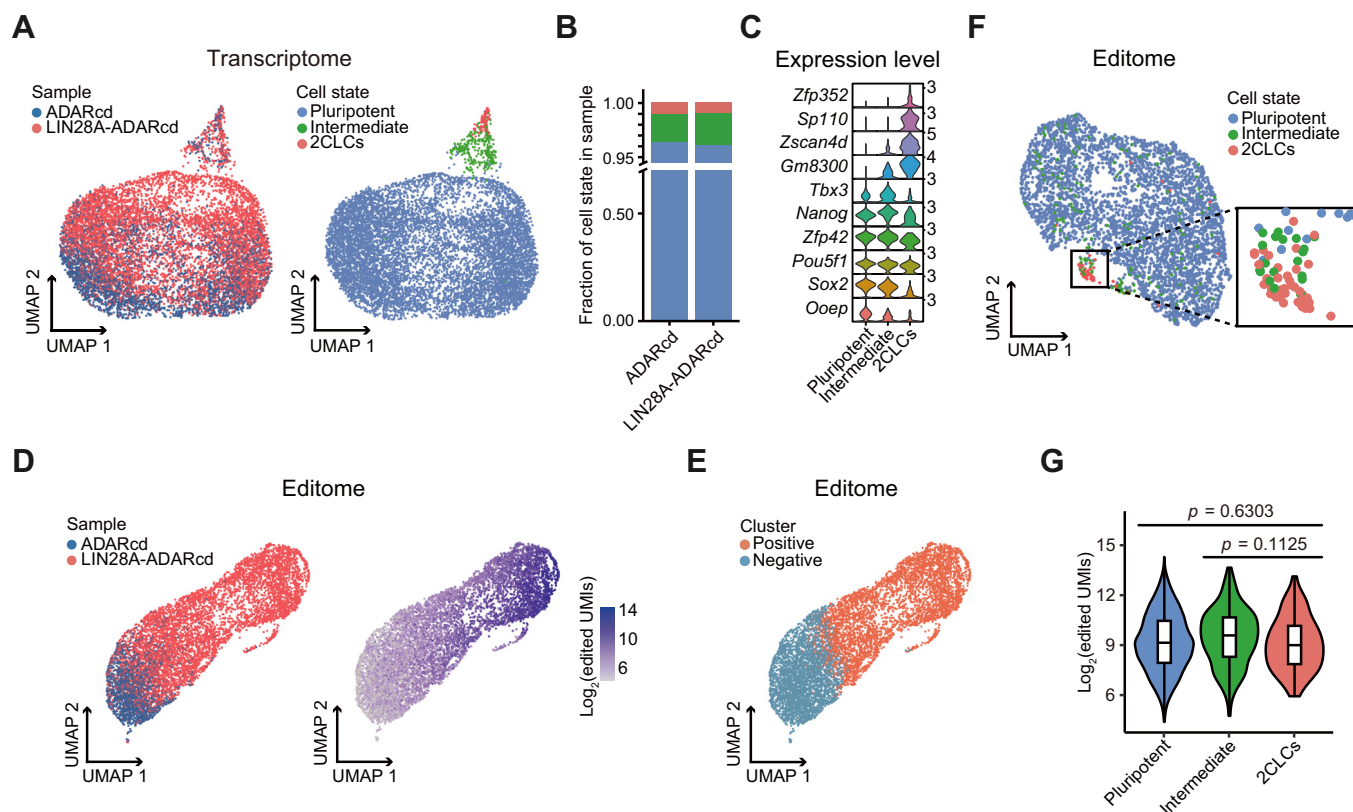 A
Transcriptome
Sample
ADARcd
LIN28A-ADARcd
Cell state
Pluripotent
Intermediate
2CLCs
UMAP 2
UMAP 1
UMAP 2
UMAP 1
B
Fraction of cell state in sample
1.00
0.95
0.50
0.00
ADARcd
LIN28A-ADARcd
C
Expression level
Zfp352
3
Sp110
3
Zscan4d
5
Gm8300
4
Tbx3
3
Nanog
3
Zfp42
3
Pou5f1
3
Sox2
3
Ooep
3
Pluripotent
Intermediate
2CLCs
F
Editome
Cell state
Pluripotent
Intermediate
2CLCs
UMAP 2
UMAP 1
D
Editome
Sample
ADARcd
LIN28A-ADARcd
UMAP 2
UMAP 1
UMAP 2
UMAP 1
Log2(edited UMIs)
14
10
6
E
Editome
Cluster
Positive
Negative
UMAP 2
UMAP 1
G
Log2(edited UMIs)
p = 0.6303
p = 0.1125
15
12
9
6
Pluripotent
Intermediate
2CLCs